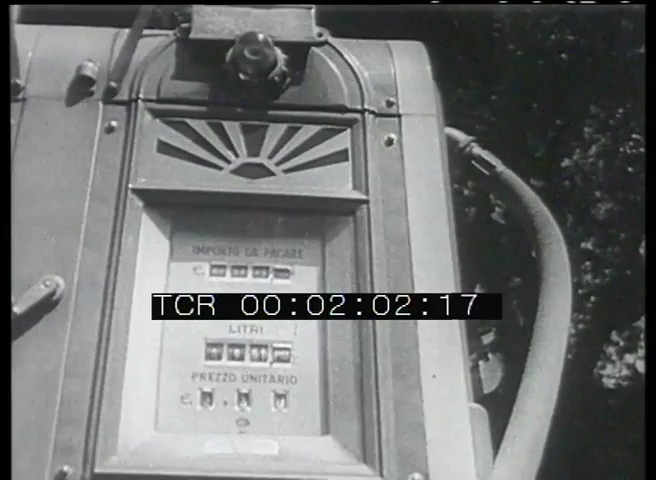 IMPORTO DA PAGARE
TCR 00:02:02:17
LITRI
PREZZO UNITARIO